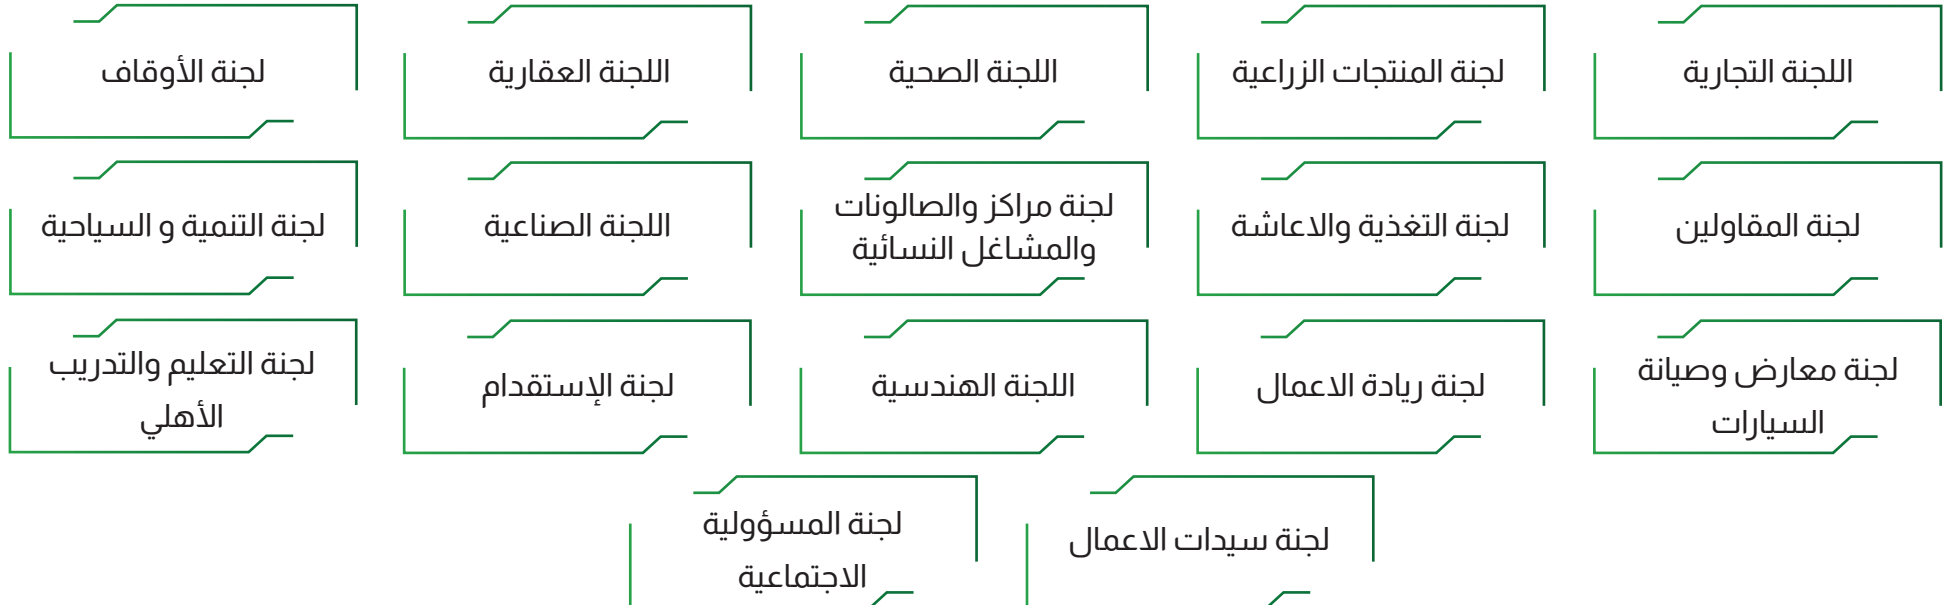 اللجنة التجارية
لجنة المنتجات الزراعية
اللجنة الصحية
اللجنة العقارية
لجنة الأوقاف
لجنة المقاولين
لجنة التغذية والاعاشة
لجنة مراكز والصالونات
والمشاغل النسائية
اللجنة الصناعية
لجنة التنمية و السياحية
لجنة معارض وصيانة
السيارات
لجنة ريادة الاعمال
اللجنة الهندسية
لجنة الإستقدام
لجنة التعليم والتدريب
الأهلي
لجنة سيدات الاعمال
لجنة المسؤولية
الاجتماعية